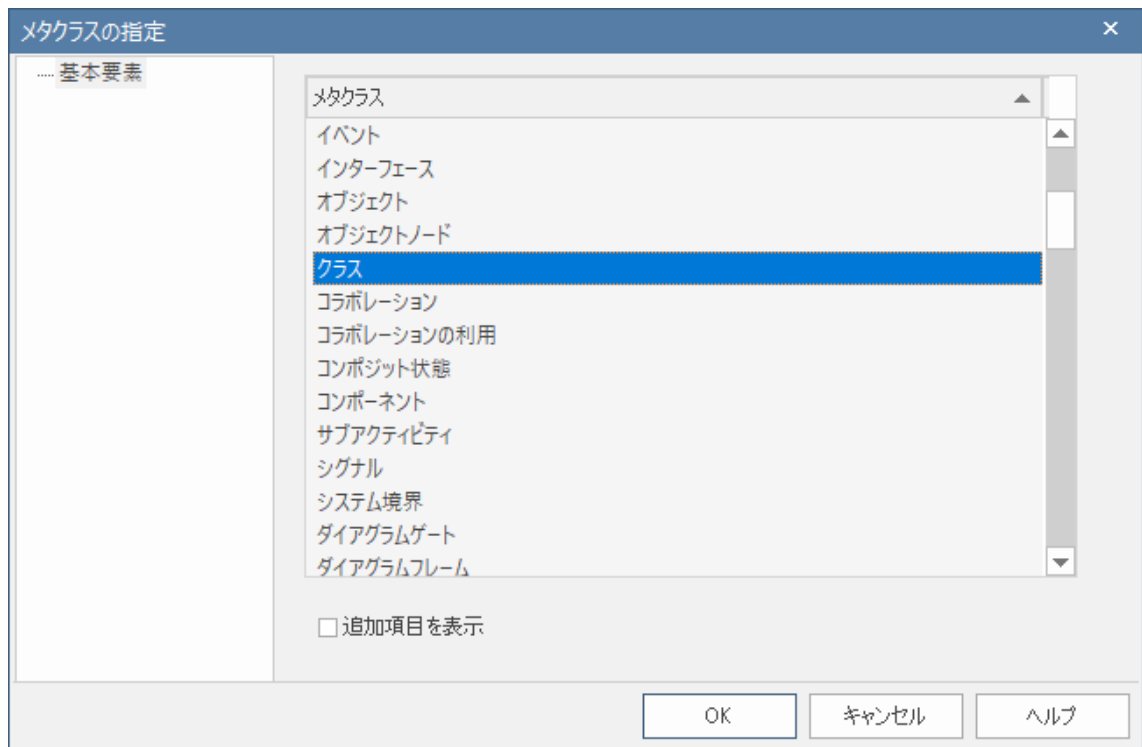 メタクラスの指定
基本要素
メタクラス
イベント
インターフェース
オブジェクト
オブジェクトノード
クラス
コラボレーション
コラボレーションの利用
コンポジット状態
コンポーネント
サブアクティビティ
シグナル
システム境界
ダイアグラムゲート
ダイアグラムフレーム
追加項目を表示
OK キャンセル ヘルプ